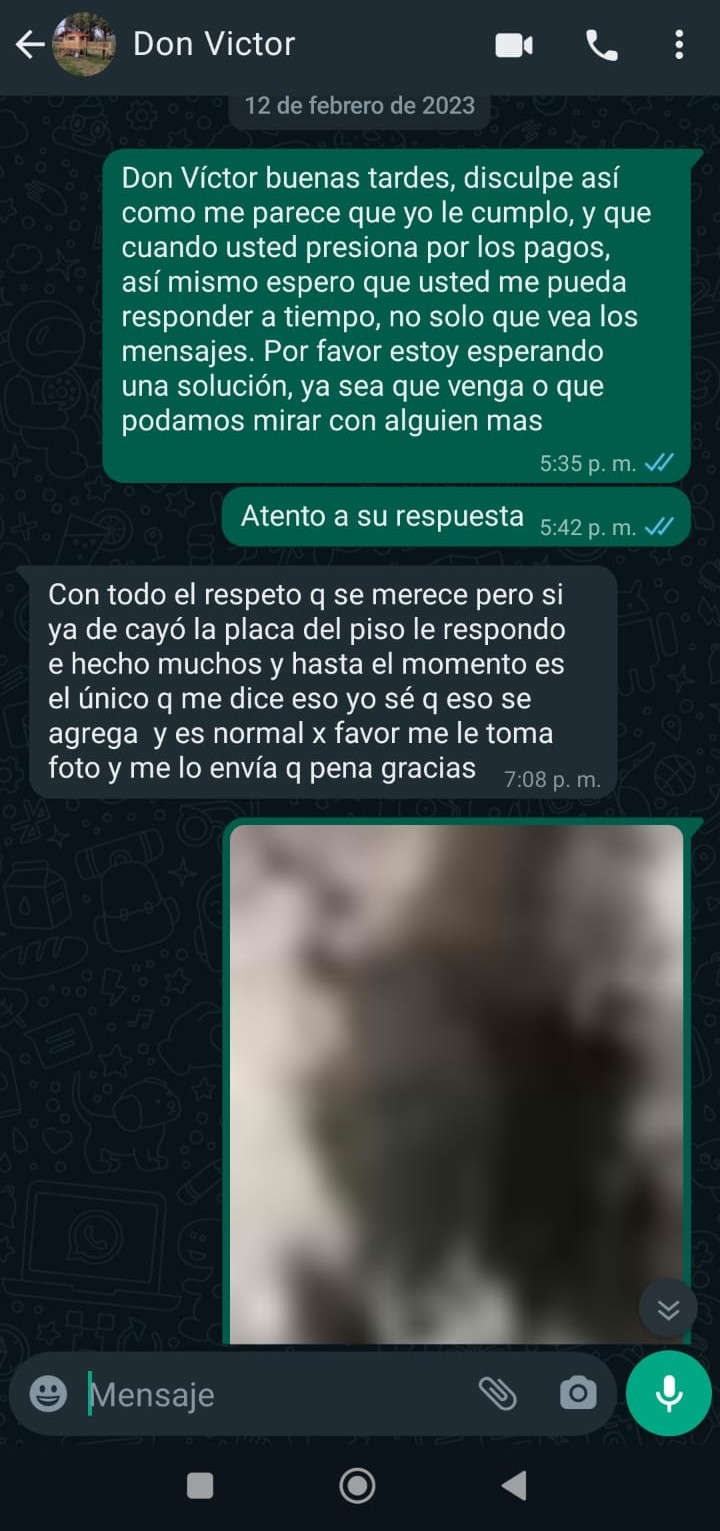 Don Victor
12 de febrero de 2023
Don Víctor buenas tardes, disculpe así
como me parece que yo le cumplo, y que
cuando usted presiona por los pagos,
así mismo espero que usted me pueda
responder a tiempo, no solo que vea los
mensajes. Por favor estoy esperando
una solución, ya sea que venga o que
podamos mirar con alguien mas
5:35 p. m.
Atento a su respuesta 5:42 p. m.
Con todo el respeto q se merece pero si
ya de cayó la placa del piso le respondo
e hecho muchos y hasta el momento es
el único q me dice eso yo sé q eso se
agrega y es normal x favor me le toma
foto y me lo envía q pena gracias 7:08 p. m.
Mensaje